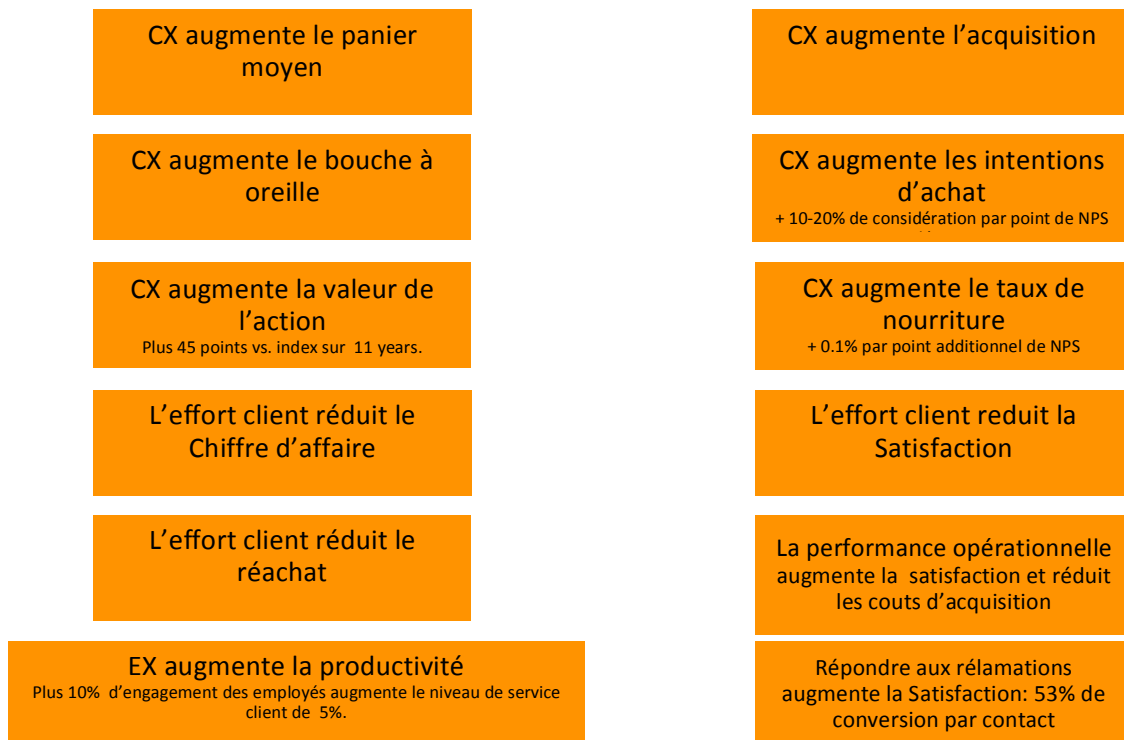 CX augmente le panier
moyen
CX augmente l’acquisition
CX augmente le bouche à
oreille
CX augmente les intentions
d’achat
+ 10-20% de considération par point de NPS
CX augmente la valeur de
l’action
Plus 45 points vs. index sur 11 years.
CX augmente le taux de
nourriture
+ 0.1% par point additionnel de NPS
L’effort client réduit le
Chiffre d’affaire
L’effort client reduit la
Satisfaction
L’effort client réduit le
réachat
La performance opérationnelle
augmente la satisfaction et réduit
les couts d’acquisition
EX augmente la productivité
Plus 10% d’engagement des employés augmente le niveau de service
client de 5%.
Répondre aux rélamations
augmente la Satisfaction: 53% de
conversion par contact